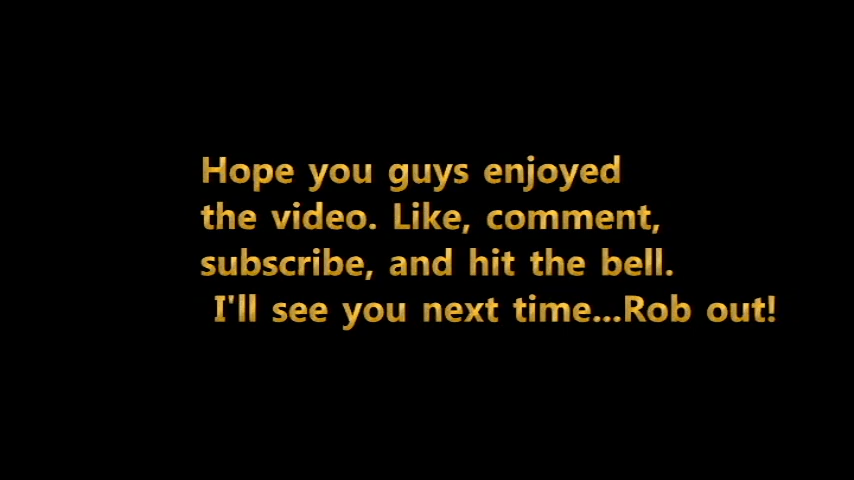 Hope you guys enjoyed
the video. Like, comment,
subscribe, and hit the bell.
I'll see you next time...Rob out!